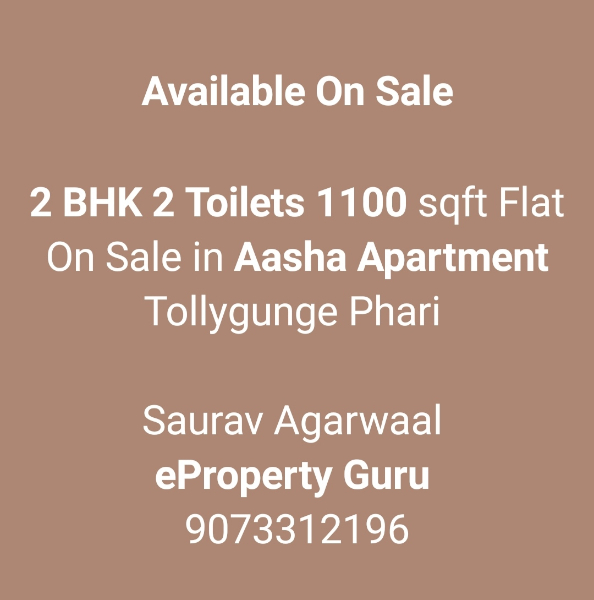 Available On Sale
2 BHK 2 Toilets 1100 sqft Flat
On Sale in Aasha Apartment
Tollygunge Phari
Saurav Agarwaal
eProperty Guru
9073312196